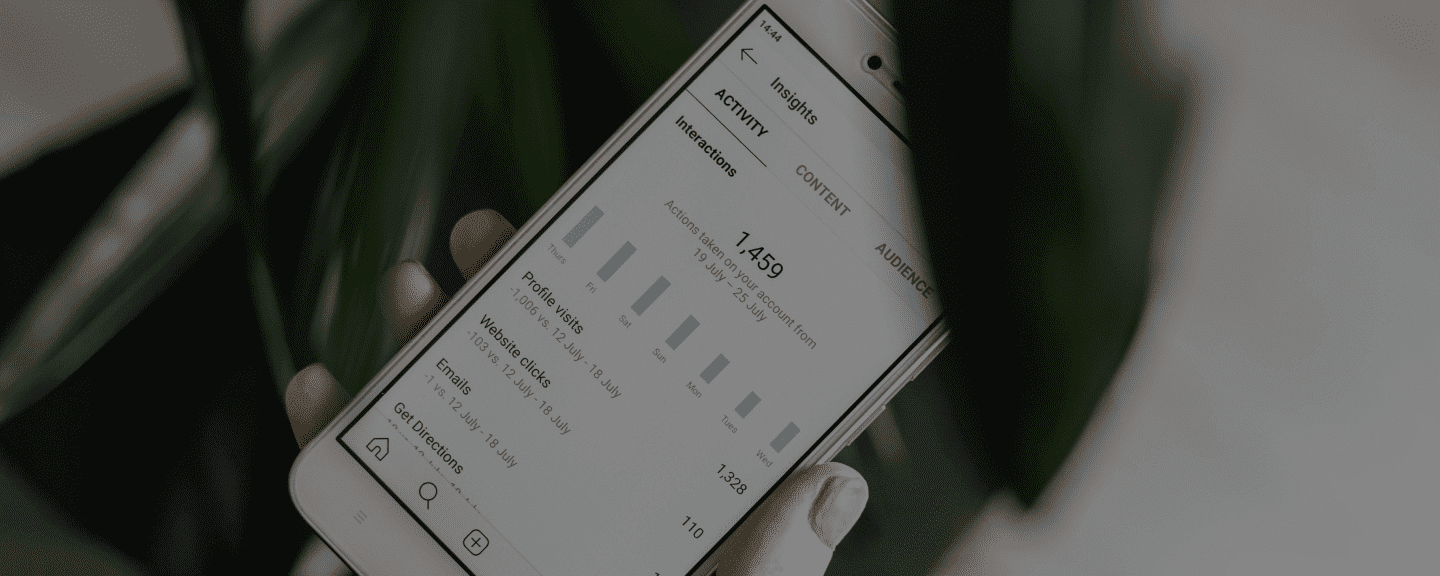 14:44
Insights
ACTIVITY
CONTENT
AUDIENCE
Interactions
1,459
Actions taken on your account from
19 July – 25 July
Thurs
Fri
Sat
Sun
Mon
Tues
Wed
Profile visits
-1,006 vs. 12 July - 18 July
1,328
Website clicks
-103 vs. 12 July - 18 July
110
Emails
-1 vs. 12 July - 18 July
Get Directions